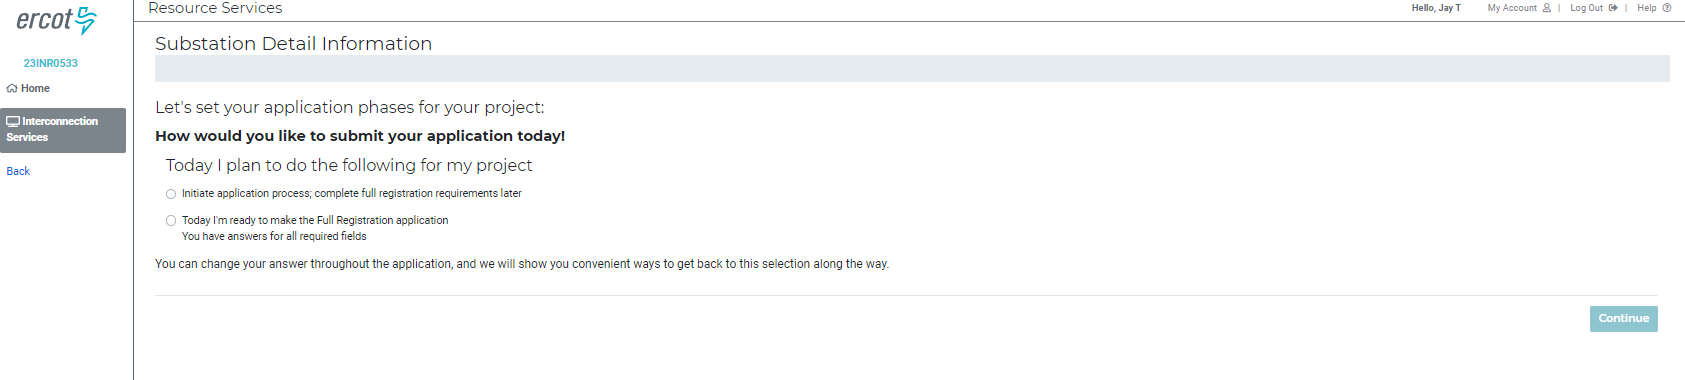 ercot
Resource Services
Hello, Jay T
My Account |
Log Out |
Help
23INR0533
Home
Interconnection
Services
Back
Substation Detail Information
Let's set your application phases for your project:
How would you like to submit your application today!
Today I plan to do the following for my project
Initiate application process; complete full registration requirements later
Today I'm ready to make the Full Registration application
You have answers for all required fields
You can change your answer throughout the application, and we will show you convenient ways to get back to this selection along the way.
Continue